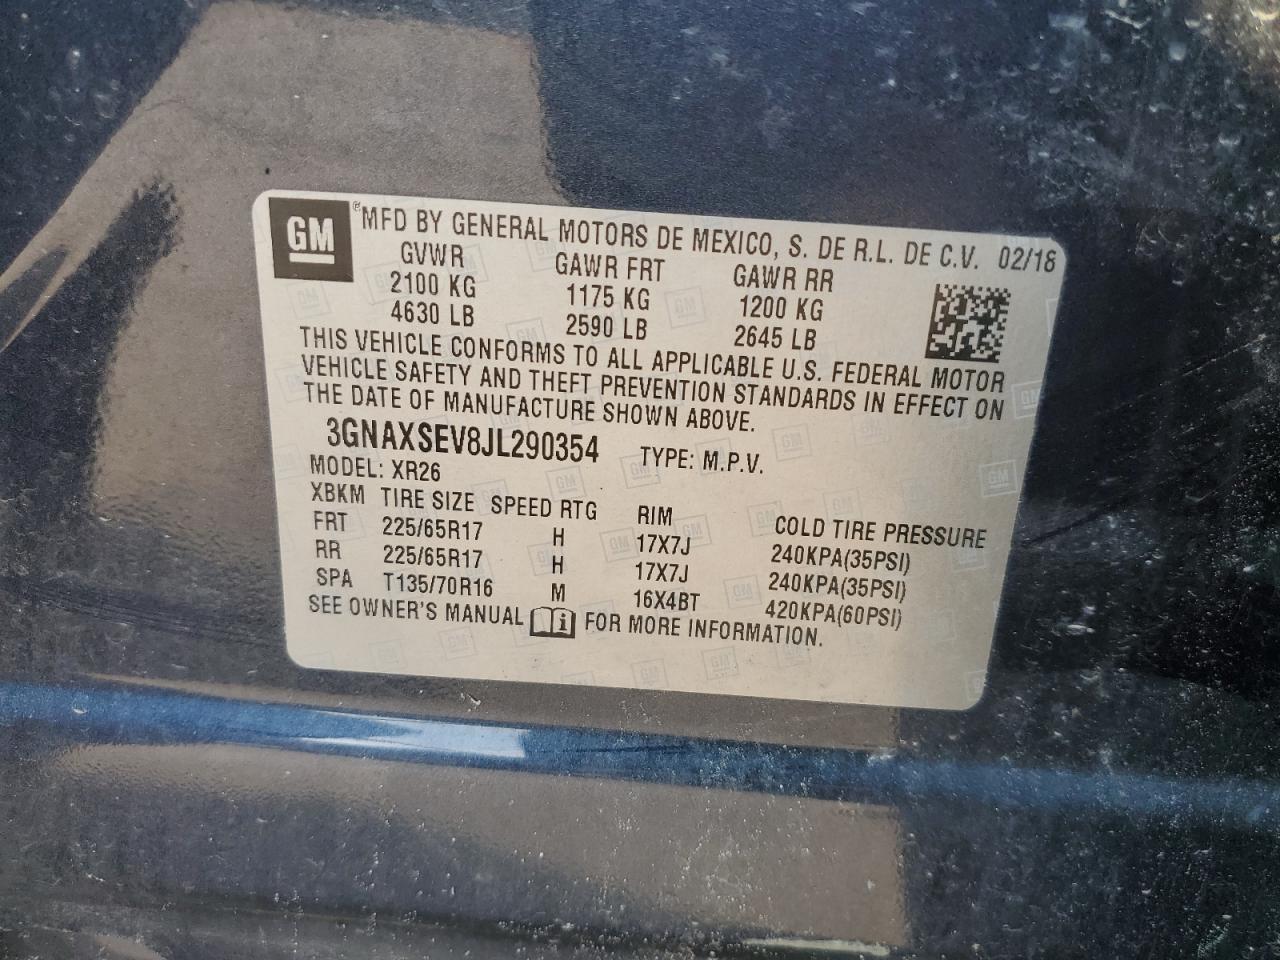 GM ® MFD BY GENERAL MOTORS DE MEXICO, S. DE R.L. DE C.V. 02/18
GVWR GAWR FRT GAWR RR
2100 KG 1175 KG 1200 KG
4630 LB 2590 LB 2645 LB
THIS VEHICLE CONFORMS TO ALL APPLICABLE U.S. FEDERAL MOTOR
VEHICLE SAFETY AND THEFT PREVENTION STANDARDS IN EFFECT ON
THE DATE OF MANUFACTURE SHOWN ABOVE.
3GNAXSEV8JL290354 TYPE: M.P.V.
MODEL: XR26
XBKM TIRE SIZE SPEED RTG RIM COLD TIRE PRESSURE
FRT 225/65R17 H 17X7J 240KPA(35PSI)
RR 225/65R17 H 17X7J 240KPA(35PSI)
SPA T135/70R16 M 16X4BT 420KPA(60PSI)
SEE OWNER'S MANUAL i FOR MORE INFORMATION.